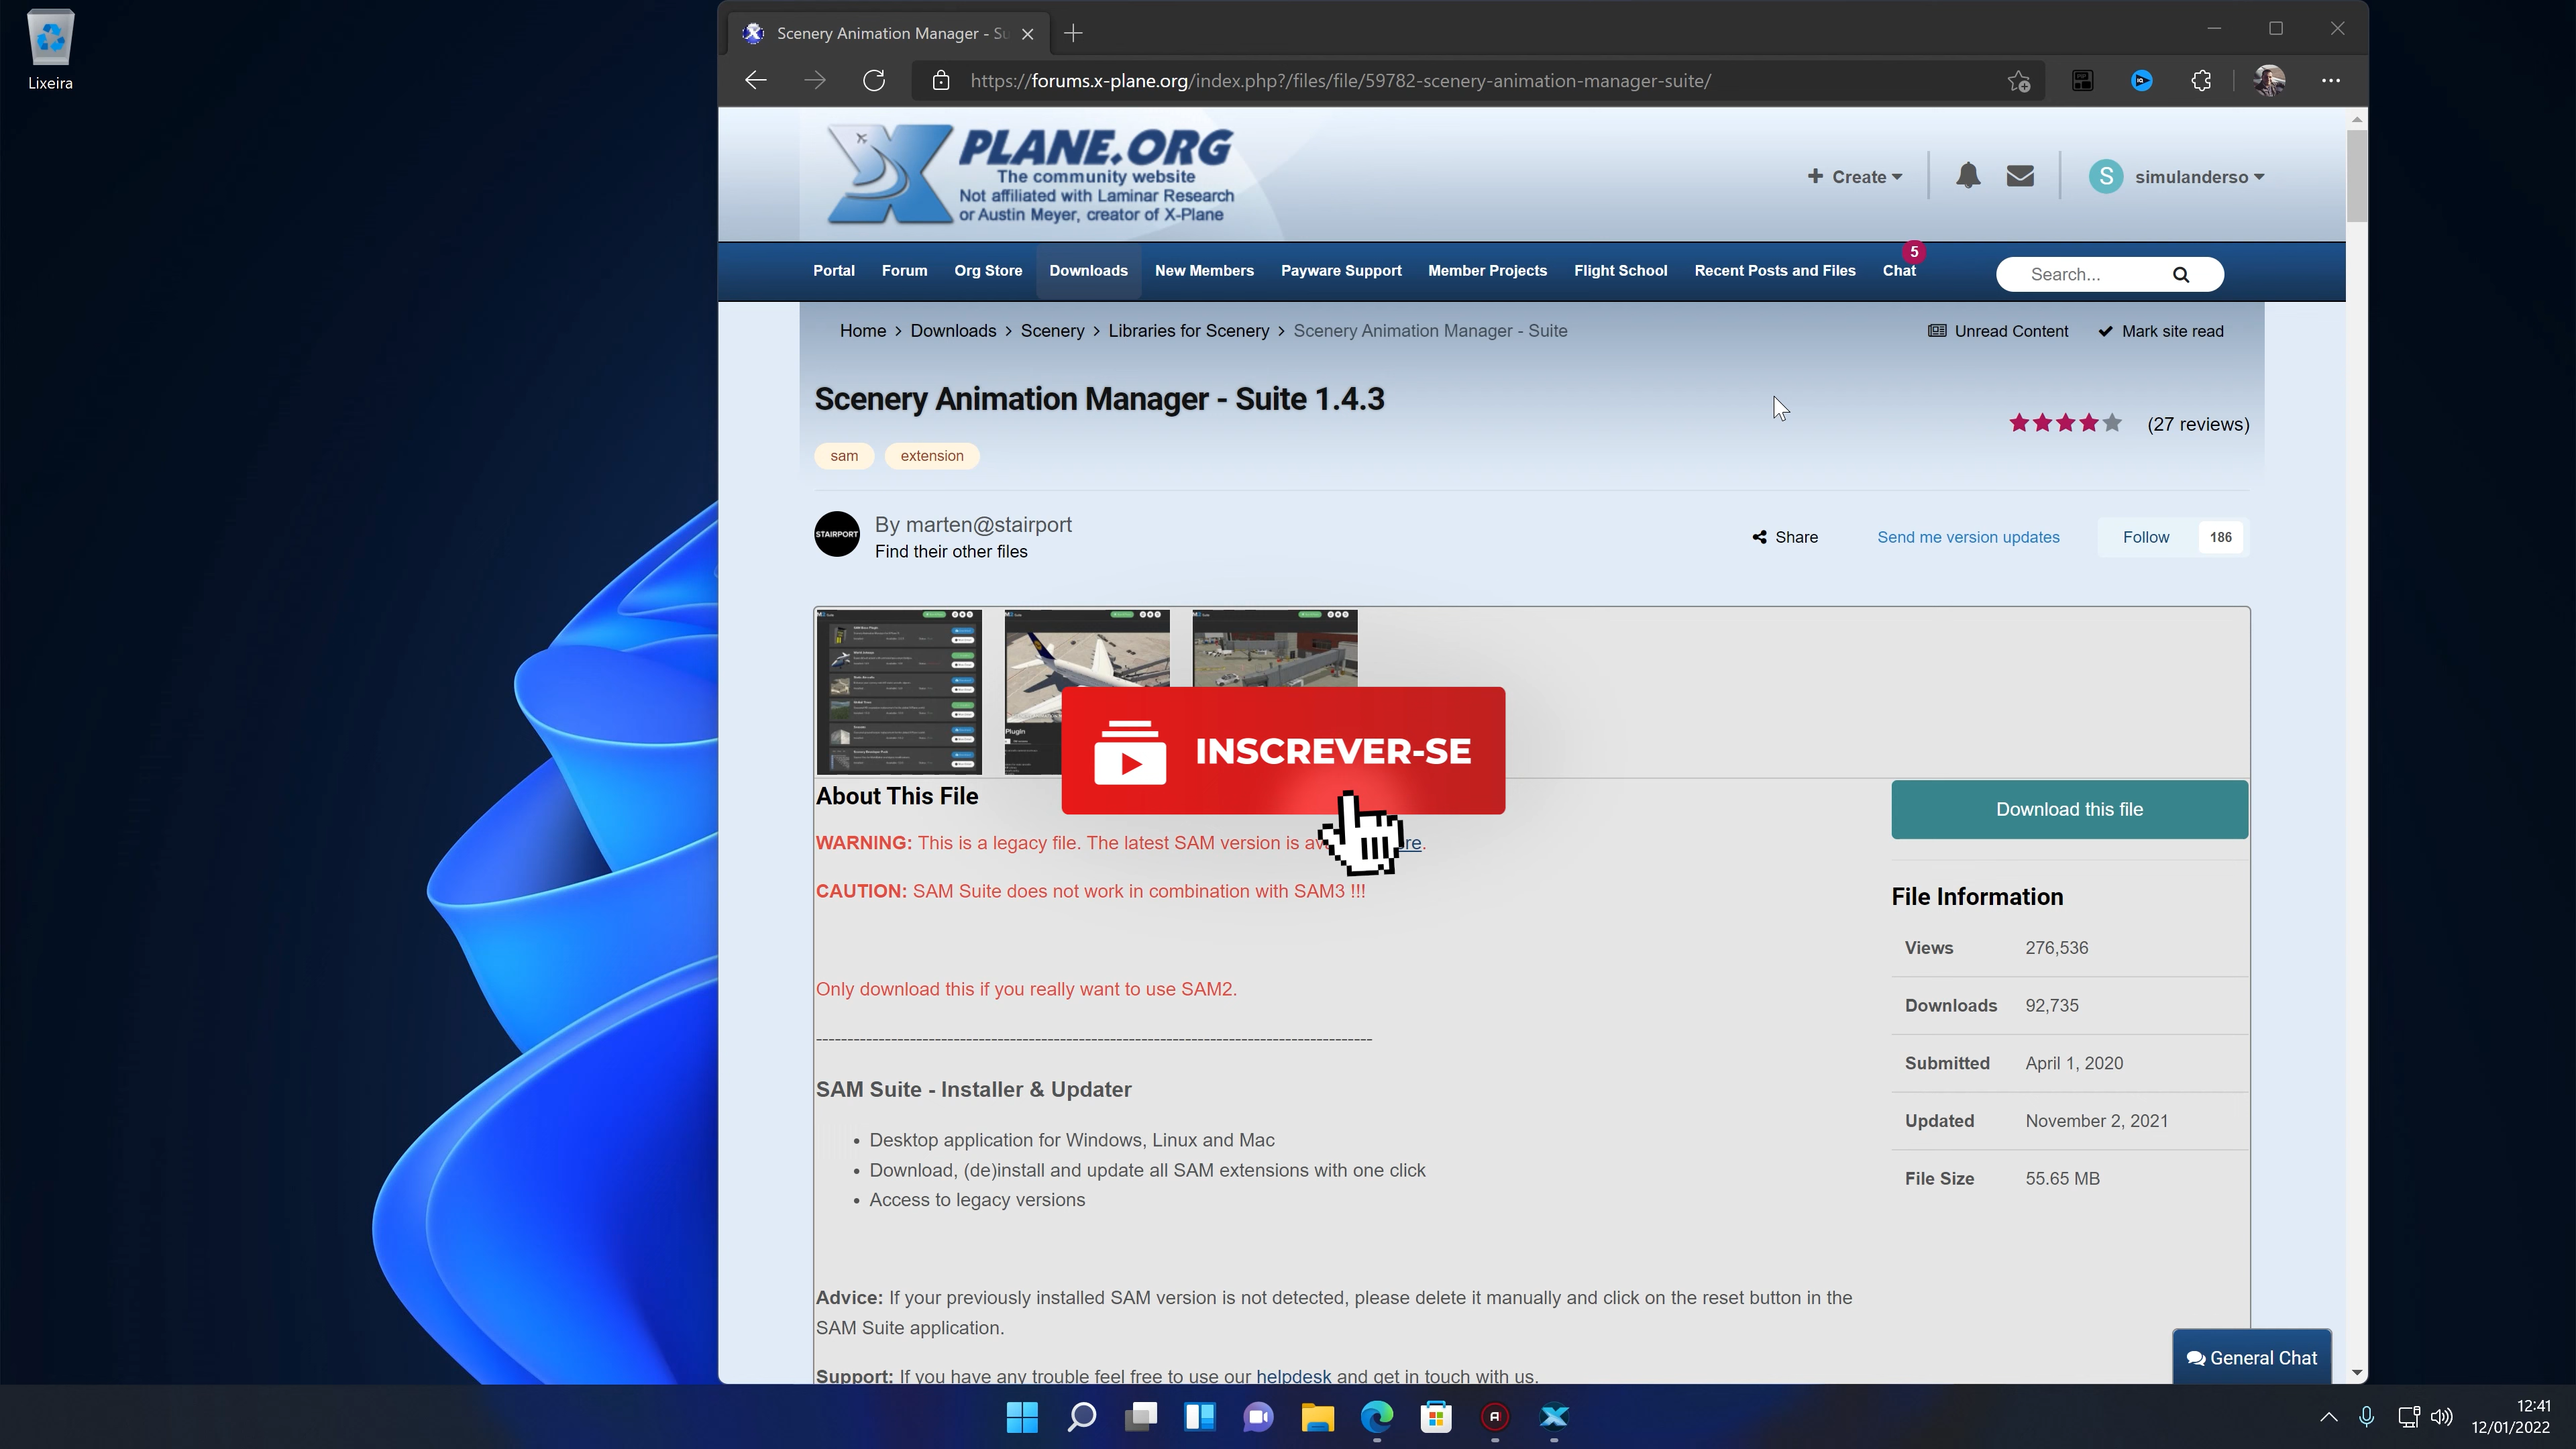 Lixeira
Scenery Animation Manager - Su
https://forums.x-plane.org/index.php?/files/file/59782-scenery-animation-manager-suite/
PLANE.ORG
The community website
Not affiliated with Laminar Research
or Austin Meyer, creator of X-Plane
Create
S simulanderso
Portal Forum Org Store Downloads New Members Payware Support Member Projects Flight School Recent Posts and Files Chat 5
Search...
Home > Downloads > Scenery > Libraries for Scenery > Scenery Animation Manager - Suite
Unread Content Mark site read
Scenery Animation Manager - Suite 1.4.3
(27 reviews)
sam extension
STAIRPORT
By marten@stairport
Find their other files
Share Send me version updates Follow 186
INSCREVER-SE
About This File
Download this file
WARNING: This is a legacy file. The latest SAM version is
CAUTION: SAM Suite does not work in combination with SAM3 !!!
Only download this if you really want to use SAM2.
------------------------------------------------------------------------------------------
SAM Suite - Installer & Updater
• Desktop application for Windows, Linux and Mac
• Download, (de)install and update all SAM extensions with one click
• Access to legacy versions
Advice: If your previously installed SAM version is not detected, please delete it manually and click on the reset button in the
SAM Suite application.
Support: If you have any trouble feel free to use our helpdesk and get in touch with us.
File Information
Views 276,536
Downloads 92,735
Submitted April 1, 2020
Updated November 2, 2021
File Size 55.65 MB
General Chat
12:41
12/01/2022